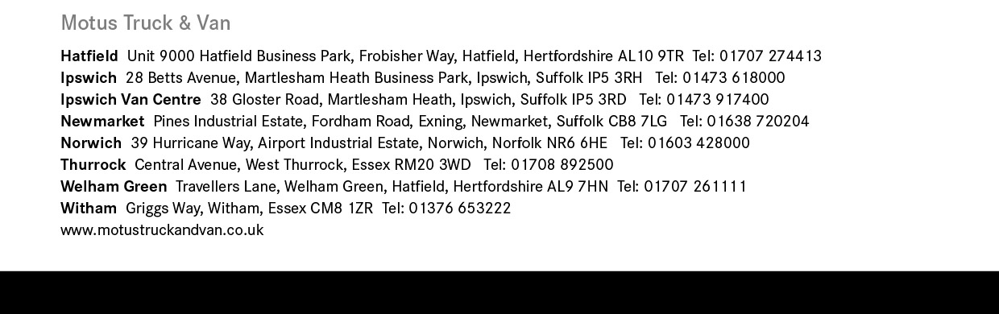 Motus Truck & Van
Hatfield Unit 9000 Hatfield Business Park, Frobisher Way, Hatfield, Hertfordshire AL10 9TR Tel: 01707 274413
Ipswich 28 Betts Avenue, Martlesham Heath Business Park, Ipswich, Suffolk IP5 3RH Tel: 01473 618000
Ipswich Van Centre 38 Gloster Road, Martlesham Heath, Ipswich, Suffolk IP5 3RD Tel: 01473 917400
Newmarket Pines Industrial Estate, Fordham Road, Exning, Newmarket, Suffolk CB8 7LG Tel: 01638 720204
Norwich 39 Hurricane Way, Airport Industrial Estate, Norwich, Norfolk NR6 6HE Tel: 01603 428000
Thurrock Central Avenue, West Thurrock, Essex RM20 3WD Tel: 01708 892500
Welham Green Travellers Lane, Welham Green, Hatfield, Hertfordshire AL9 7HN Tel: 01707 261111
Witham Griggs Way, Witham, Essex CM8 1ZR Tel: 01376 653222
www.motustruckandvan.co.uk